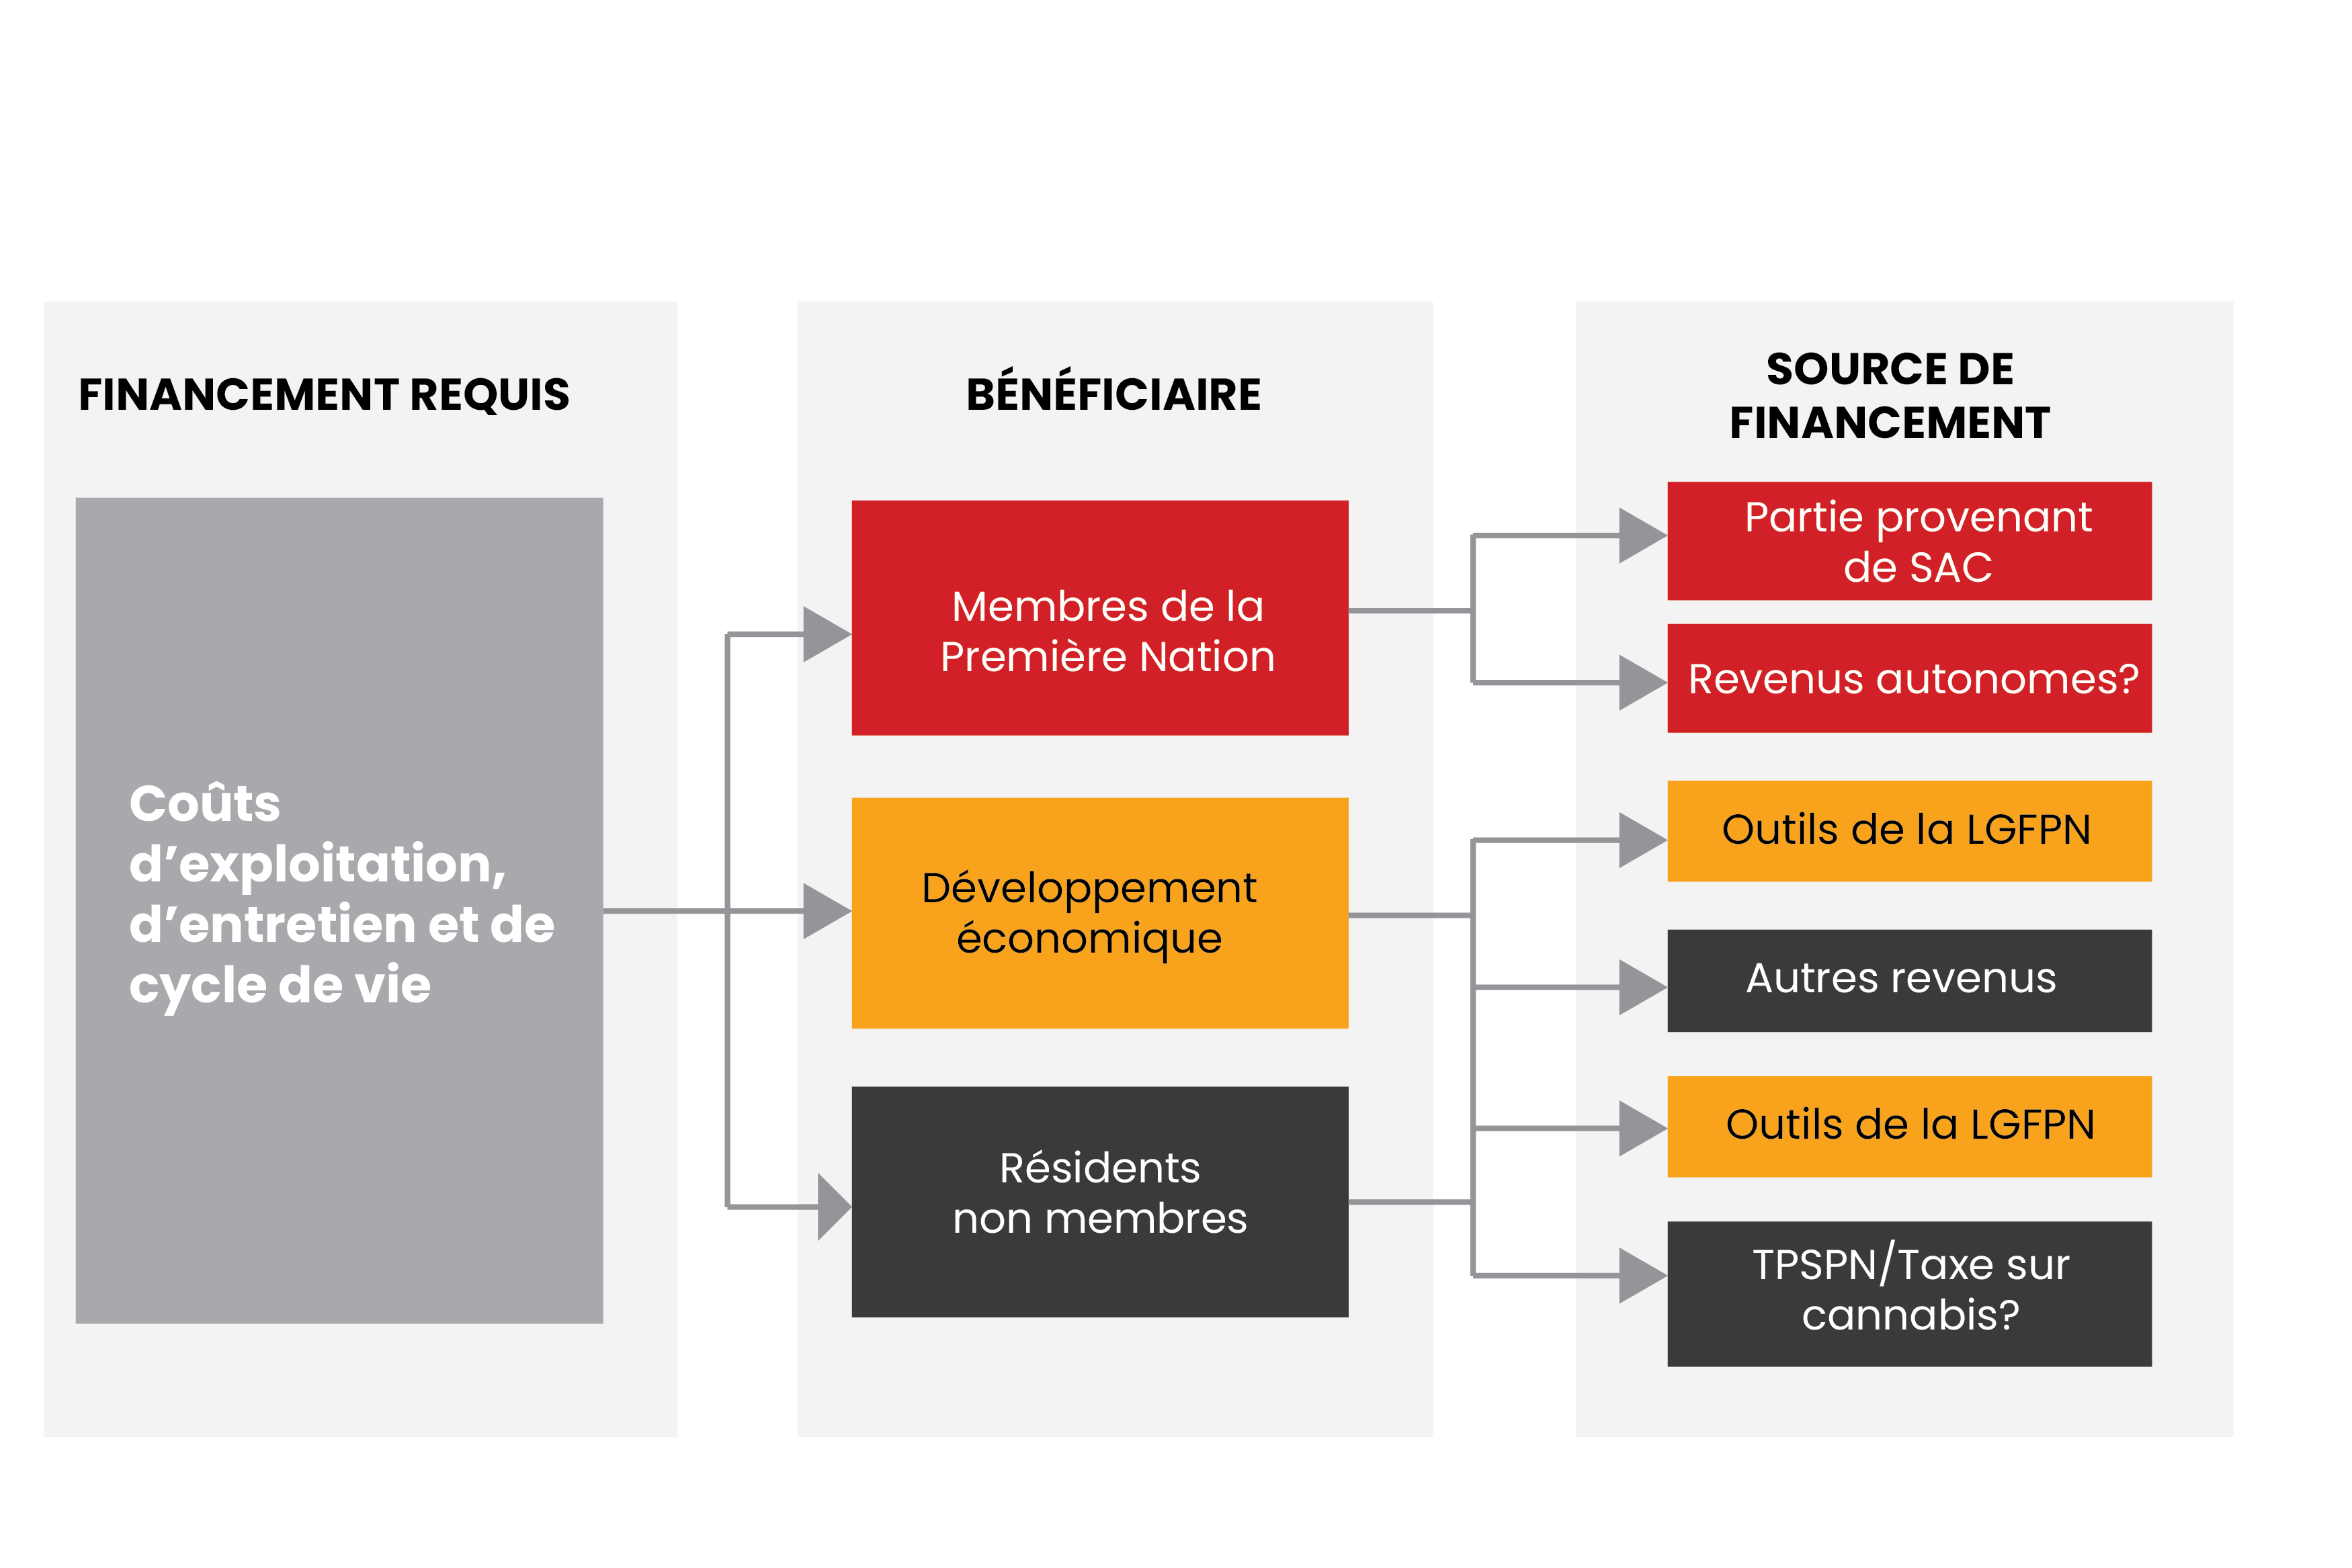 FINANCEMENT REQUIS
Coûts
d’exploitation,
d’entretien et de
cycle de vie
BÉNÉFICIAIRE
Membres de la
Première Nation
Développement
économique
Résidents
non membres
SOURCE DE
FINANCEMENT
Partie provenant
de SAC
Revenus autonomes?
Outils de la LGFPN
Autres revenus
Outils de la LGFPN
TPSPN/Taxe sur
cannabis?